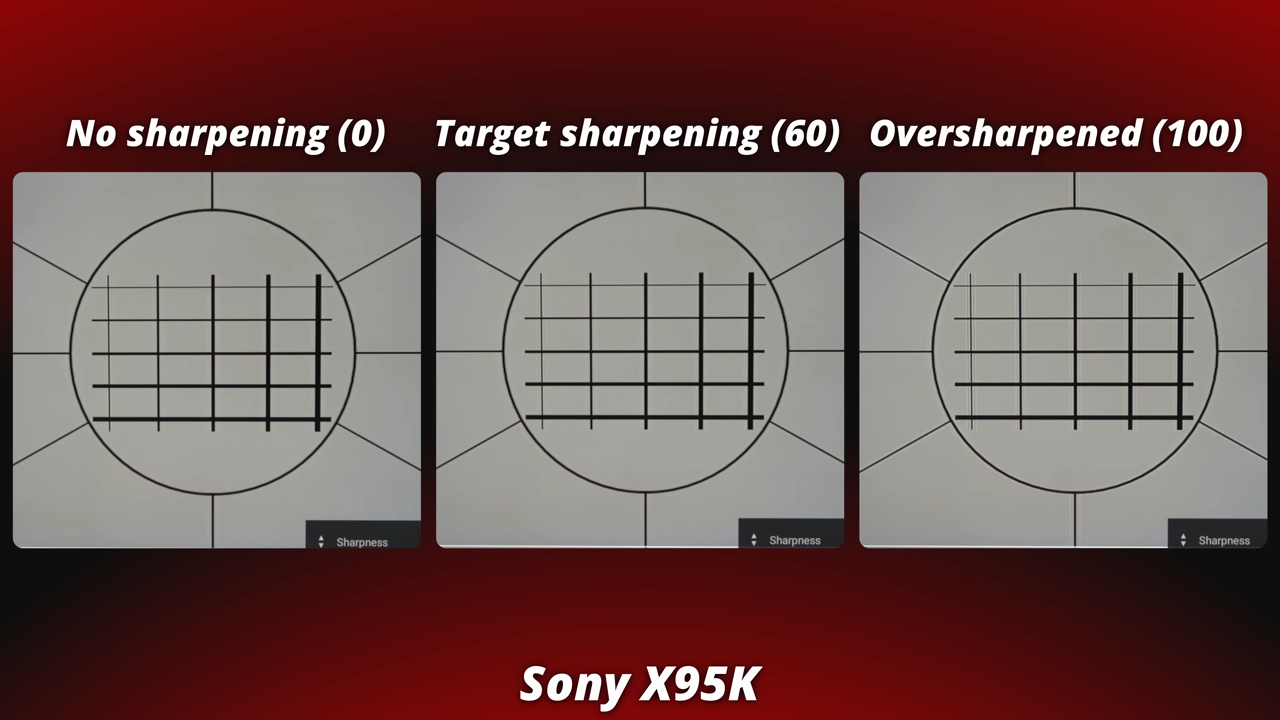 No sharpening (0) Target sharpening (60) Oversharpened (100)
Sharpness Sharpness Sharpness
Sony X95K